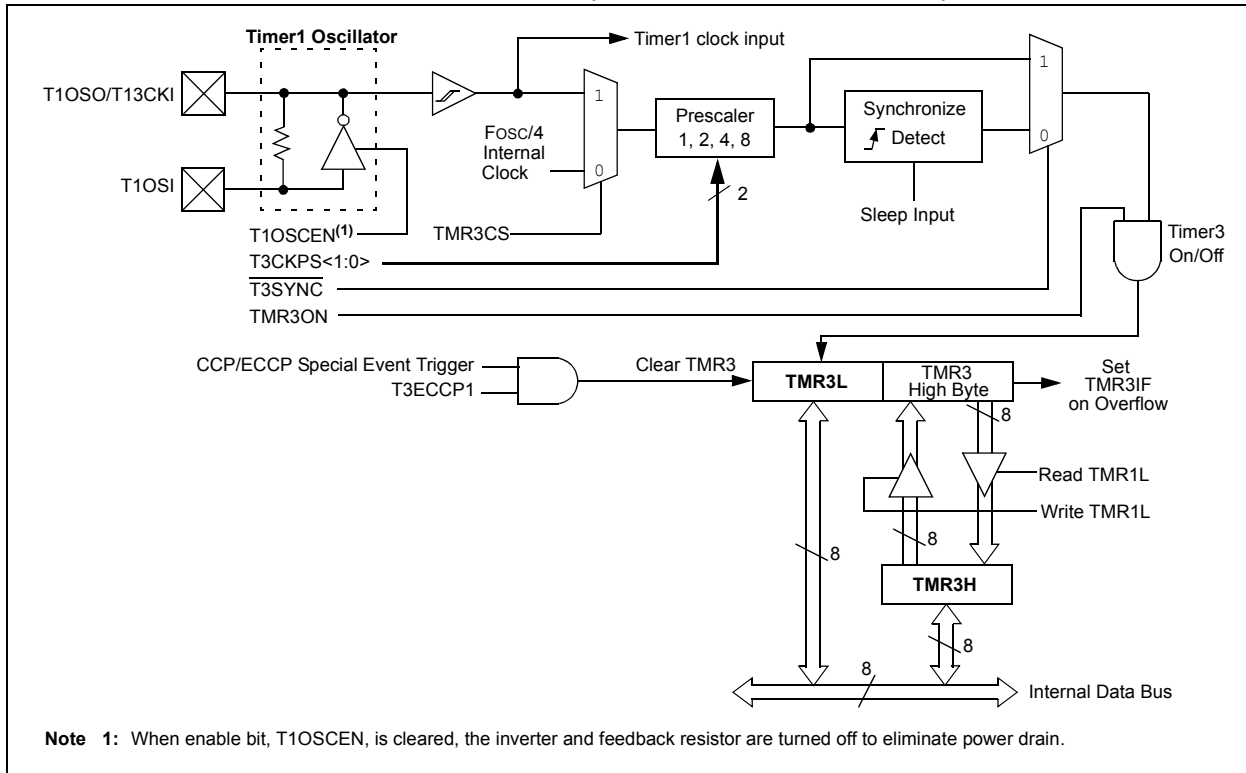 Timer1 Oscillator
Timer1 clock input
T1OSO/T13CKI
T1OSI
1
FOSC/4
Internal
Clock
0
Prescaler
1, 2, 4, 8
2
Synchronize
Detect
Sleep Input
1
0
Timer3
On/Off
T1OSCEN(1)
TMR3CS
T3CKPS<1:0>
T3SYNC
TMR3ON
CCP/ECCP Special Event Trigger
T3ECCP1
Clear TMR3
TMR3L
TMR3
High Byte
Set
TMR3IF
on Overflow
8
Read TMR1L
Write TMR1L
8
8
TMR3H
8
8
Internal Data Bus
Note 1: When enable bit, T1OSCEN, is cleared, the inverter and feedback resistor are turned off to eliminate power drain.